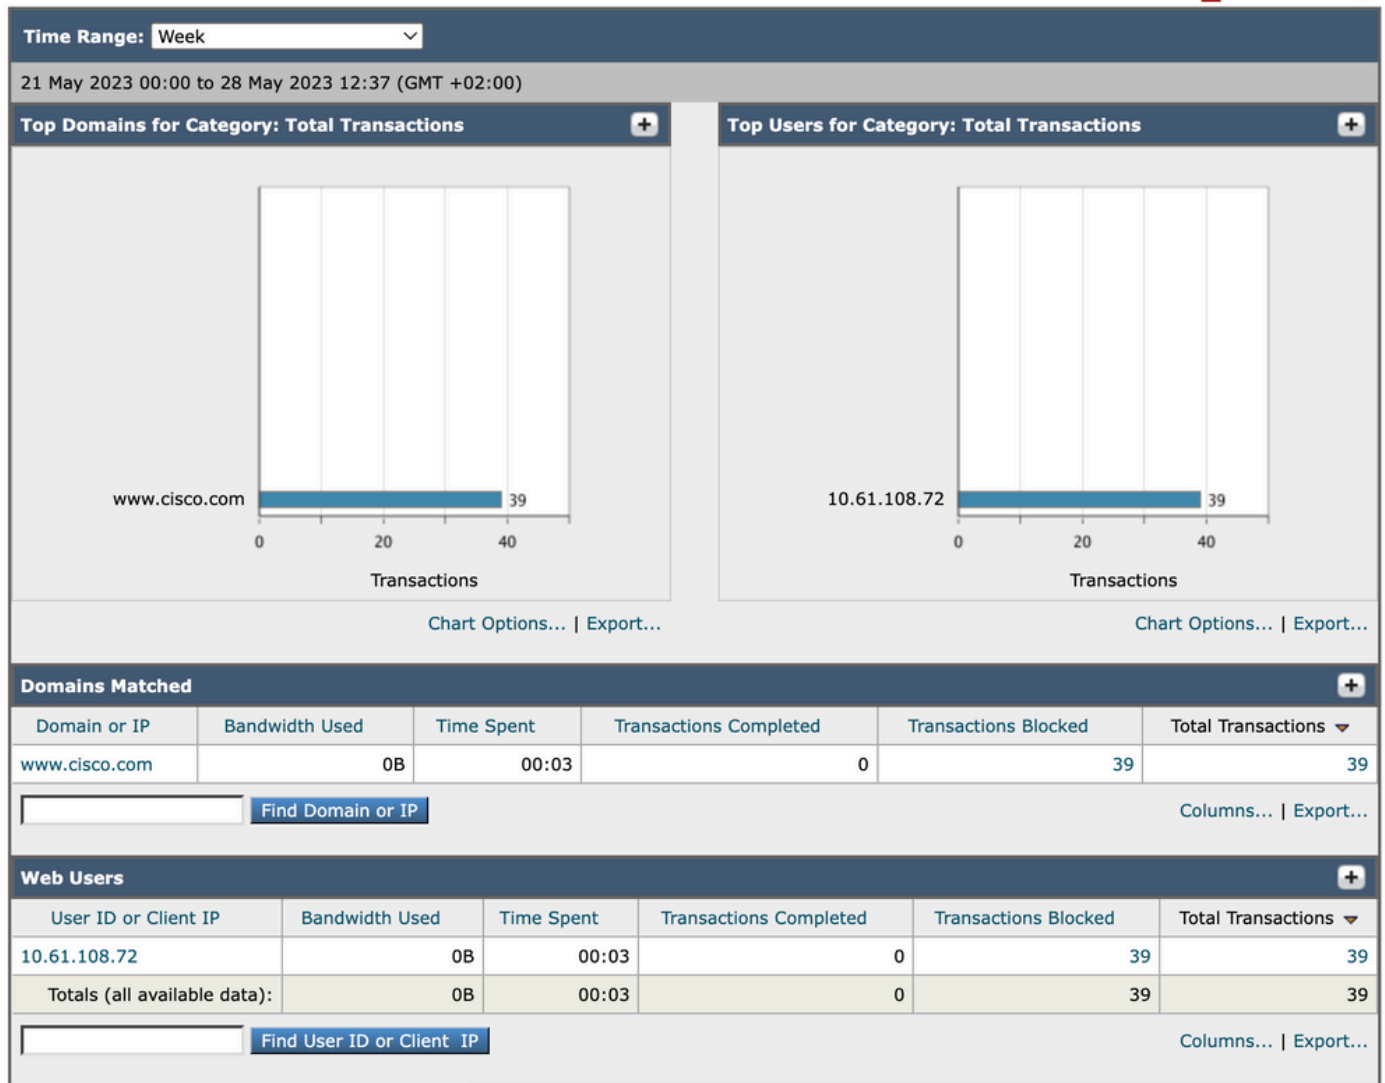 Time Range: Week
21 May 2023 00:00 to 28 May 2023 12:37 (GMT +02:00)
Top Domains for Category: Total Transactions
www.cisco.com 39
0 20 40
Transactions
Chart Options... | Export...
Top Users for Category: Total Transactions
10.61.108.72 39
0 20 40
Transactions
Chart Options... | Export...
Domains Matched
Domain or IP Bandwidth Used Time Spent Transactions Completed Transactions Blocked Total Transactions
www.cisco.com 0B 00:03 0 39 39
Find Domain or IP Columns... | Export...
Web Users
User ID or Client IP Bandwidth Used Time Spent Transactions Completed Transactions Blocked Total Transactions
10.61.108.72 0B 00:03 0 39 39
Totals (all available data): 0B 00:03 0 39 39
Find User ID or Client IP Columns... | Export...